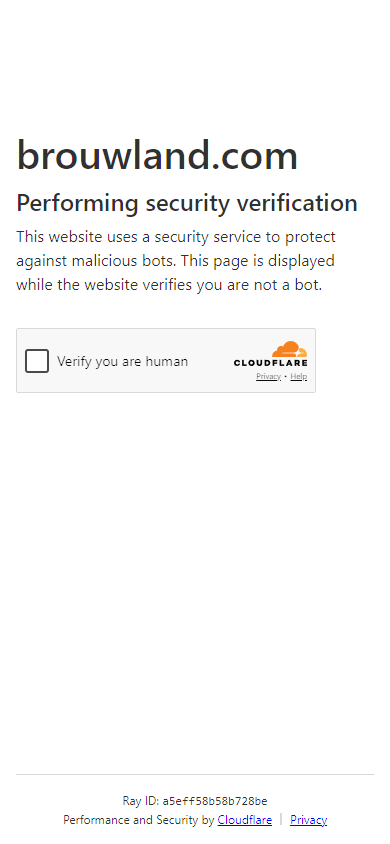 brouwland.com
Performing security verification
This website uses a security service to protect
against malicious bots. This page is displayed
while the website verifies you are not a bot.
Verify you are human
CLOUDFLARE
Privacy • Help
Ray ID: a5eff58b58b728be
Performance and Security by Cloudflare | Privacy